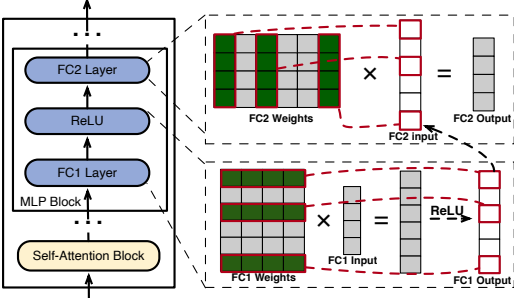 ...
FC2 Layer
ReLU
FC1 Layer
MLP Block
...
Self-Attention Block
×
=
FC2 Weights
FC2 input
FC2 Output
×
=
ReLU
FC1 Weights
FC1 Input
FC1 Output